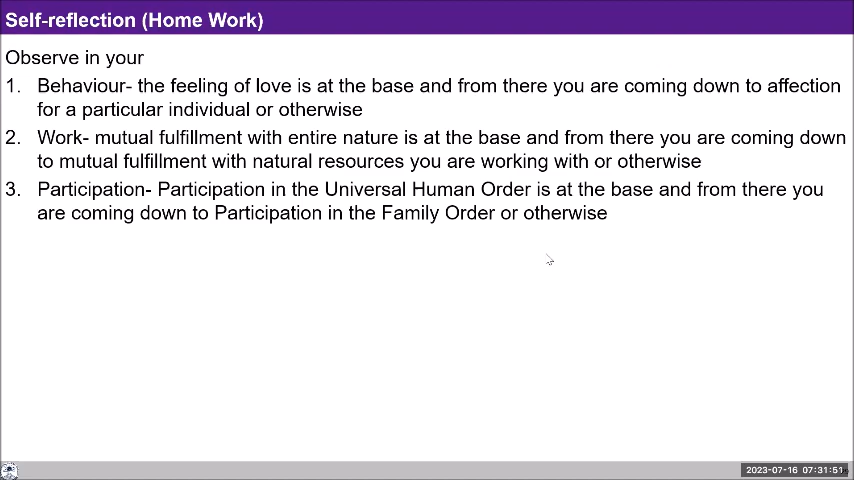 Self-reflection (Home Work)
Observe in your
1. Behaviour- the feeling of love is at the base and from there you are coming down to affection
for a particular individual or otherwise
2. Work- mutual fulfillment with entire nature is at the base and from there you are coming down
to mutual fulfillment with natural resources you are working with or otherwise
3. Participation- Participation in the Universal Human Order is at the base and from there you
are coming down to Participation in the Family Order or otherwise
2023-07-16 07:31:51